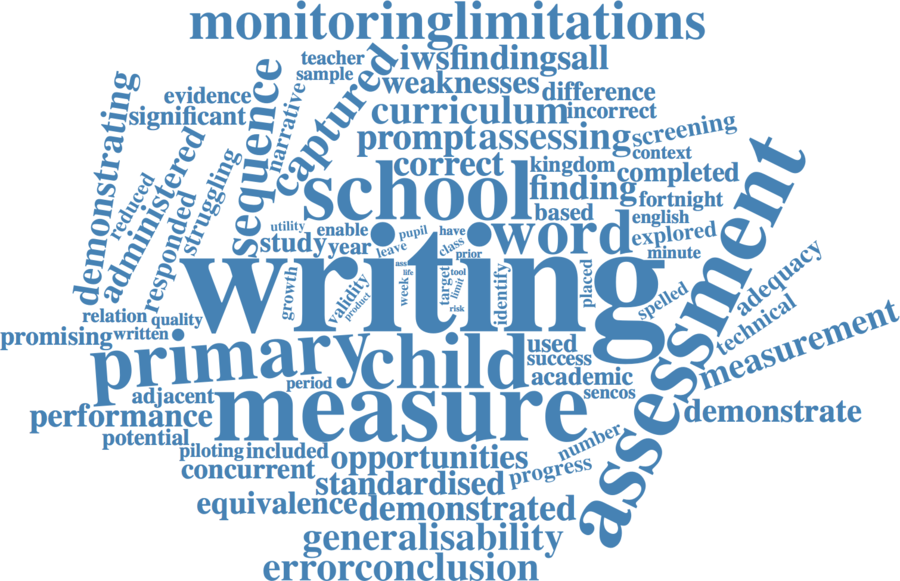 monitoringlimitations
teacher iwsfindingsall
sample
weaknesses difference
evidence significant
demonstrating
sequence
narrative
captured
curriculum incorrect
promptassessing screening
context
correct kingdom completed
administered
reduced
responded
struggling
school finding fortnight
based english
utility enable pupil have word explored
study year leave class prior minute
writing
growth
validity
product
ass
life
week
target
tool
limit
risk
identify
placed
spelled
assessment
adequacy
technical
measurement
relation quality
promising written
primary child used
success
period academic
sencos
adjacent
performance measure demonstrate
potential
piloting included opportunities number
concurrent standardised progress
equivalence demonstrated
generalisability
errorconclusion